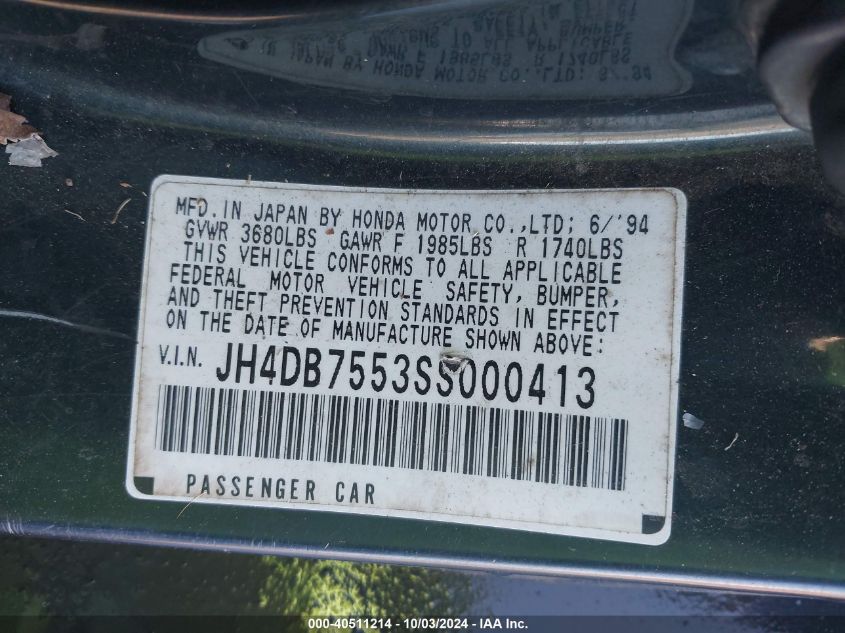 MFD. IN JAPAN BY HONDA MOTOR CO.,LTD; 6/'94
GVWR 3680LBS GAWR F 1985LBS R 1740LBS
THIS VEHICLE CONFORMS TO ALL APPLICABLE
FEDERAL MOTOR VEHICLE SAFETY, BUMPER,
AND THEFT PREVENTION STANDARDS IN EFFECT
ON THE DATE OF MANUFACTURE SHOWN ABOVE:
V.I.N. JH4DB7553SS000413
PASSENGER CAR
000-40511214 - 10/03/2024 - IAA Inc.